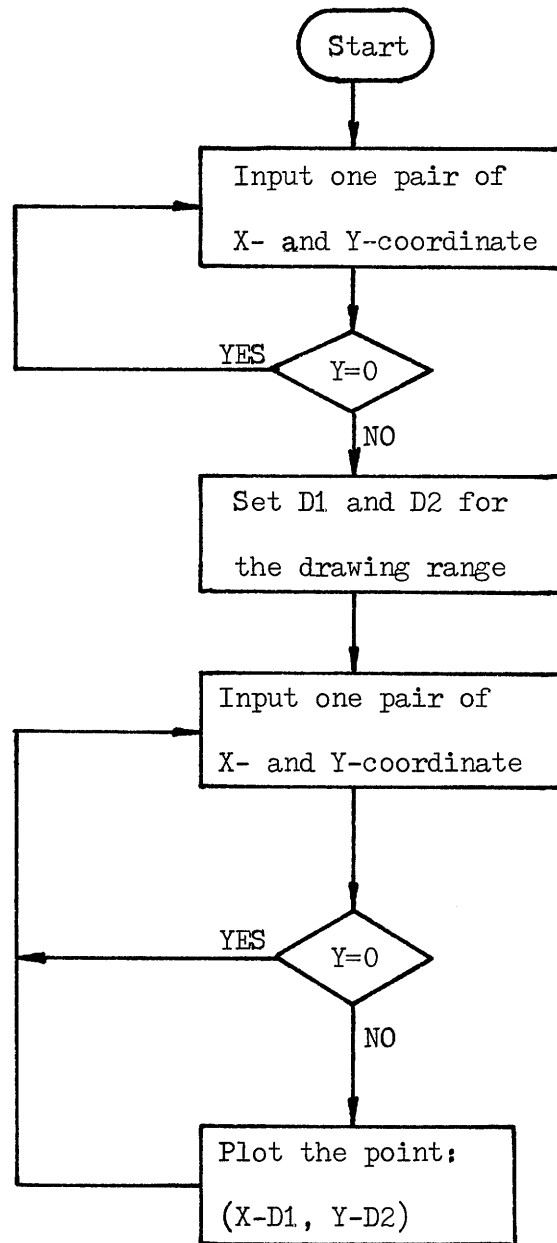 Start
Input one pair of
X- and Y-coordinate
YES
Y=0
NO
Set D1 and D2 for
the drawing range
Input one pair of
X- and Y-coordinate
YES
Y=0
NO
Plot the point:
(X-D1, Y-D2)